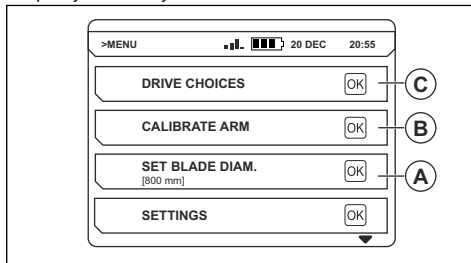 >MENU 20 DEC 20:55
DRIVE CHOICES OK C
CALIBRATE ARM OK B
SET BLADE DIAM. OK A
[800 mm]
SETTINGS OK